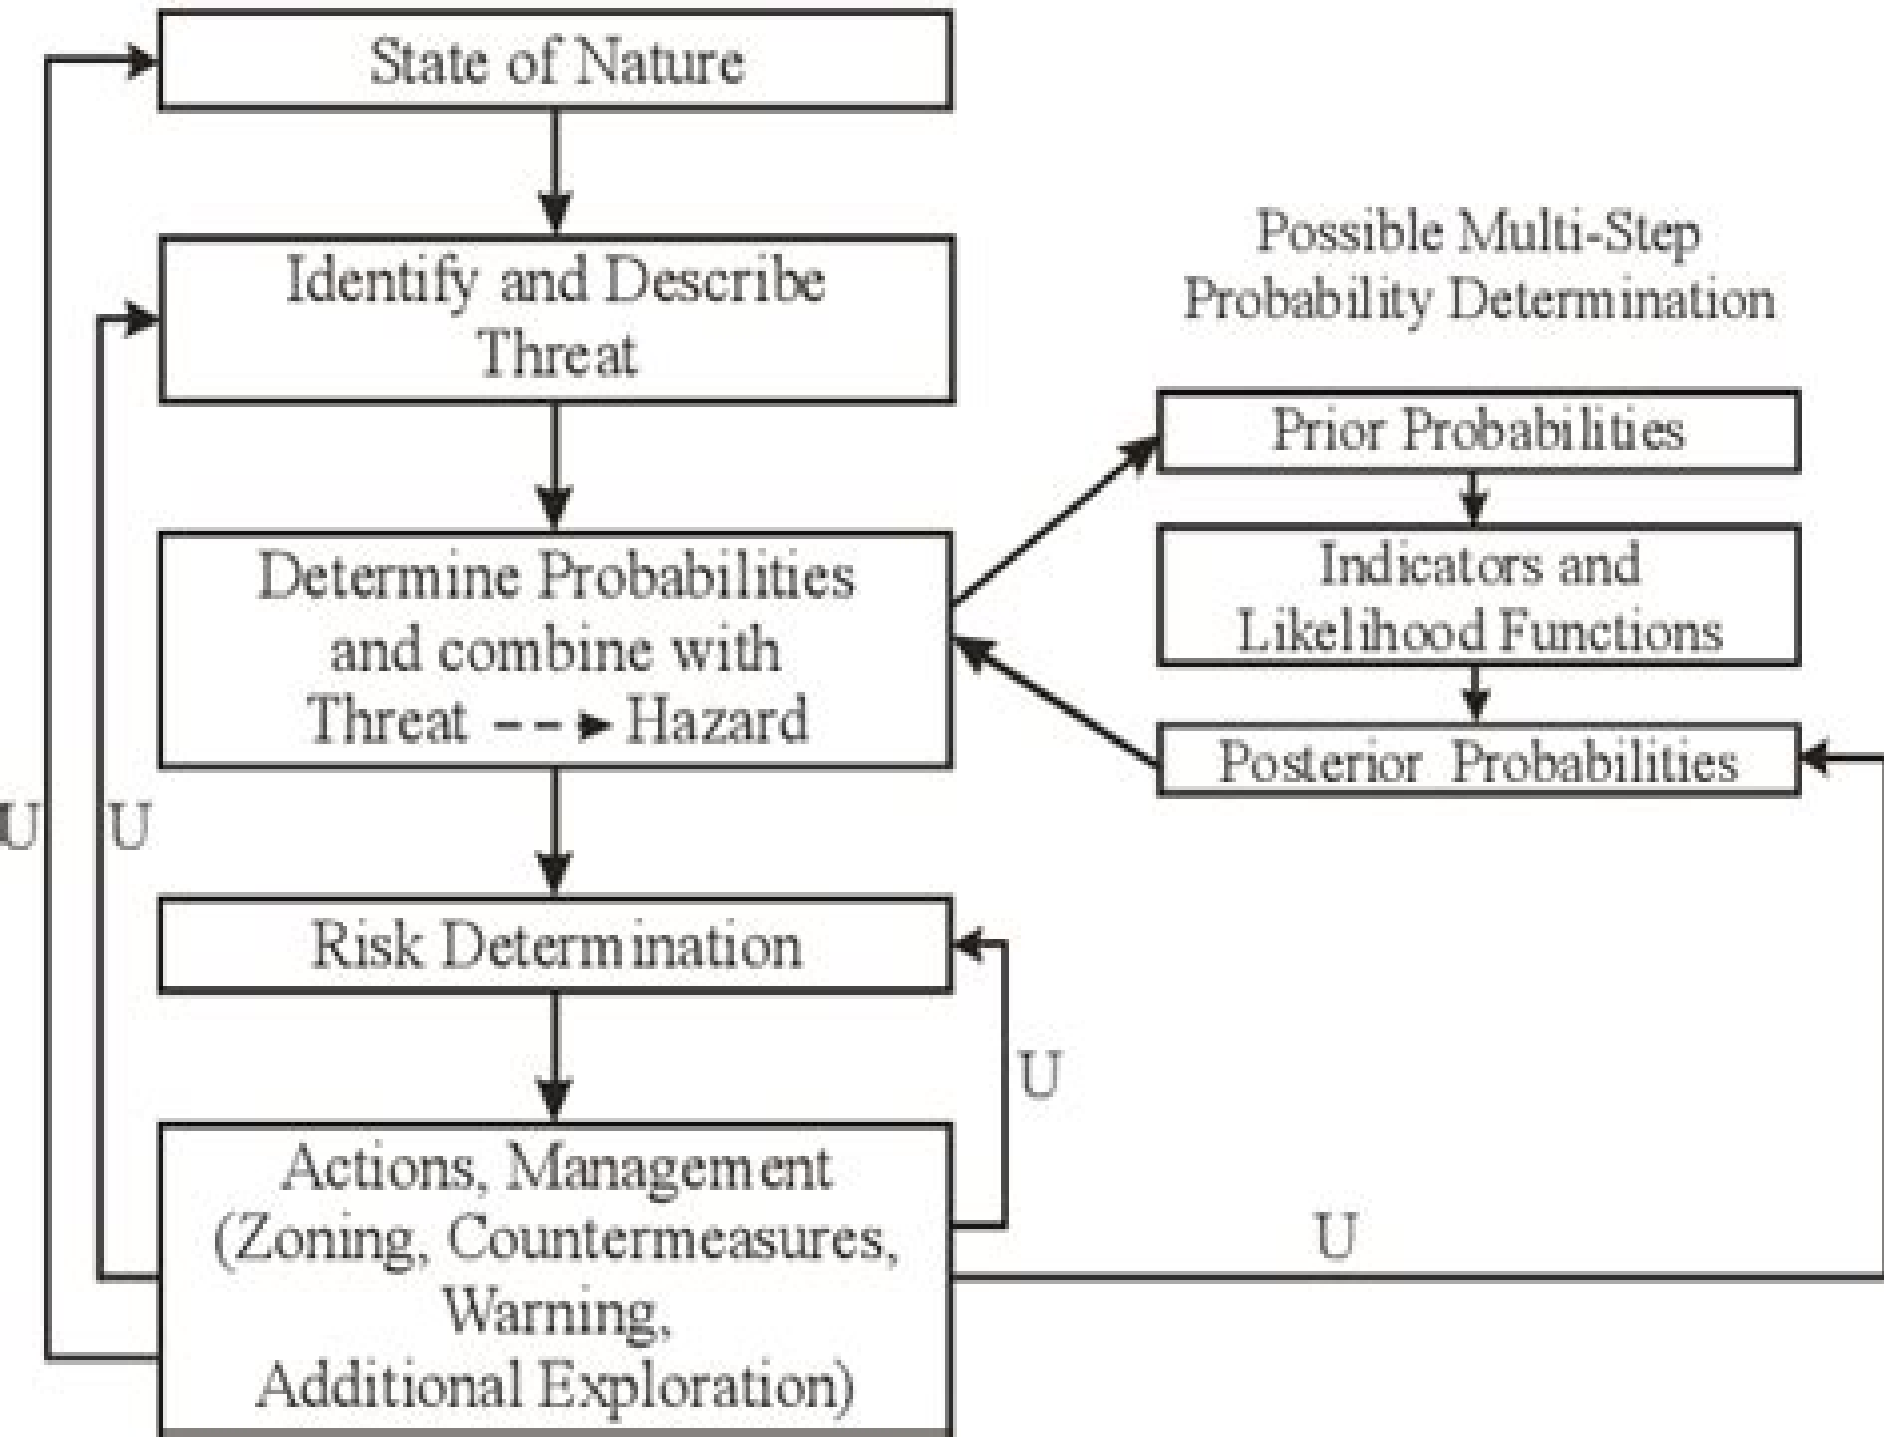 State of Nature
Identify and Describe
Threat
Possible Multi-Step
Probability Determination
Prior Probabilities
Indicators and
Likelihood Functions
Posterior Probabilities
Determine Probabilities
and combine with
Threat --► Hazard
U
U
Risk Determination
U
Actions, Management
(Zoning, Countermeasures,
Warning,
Additional Exploration)
U